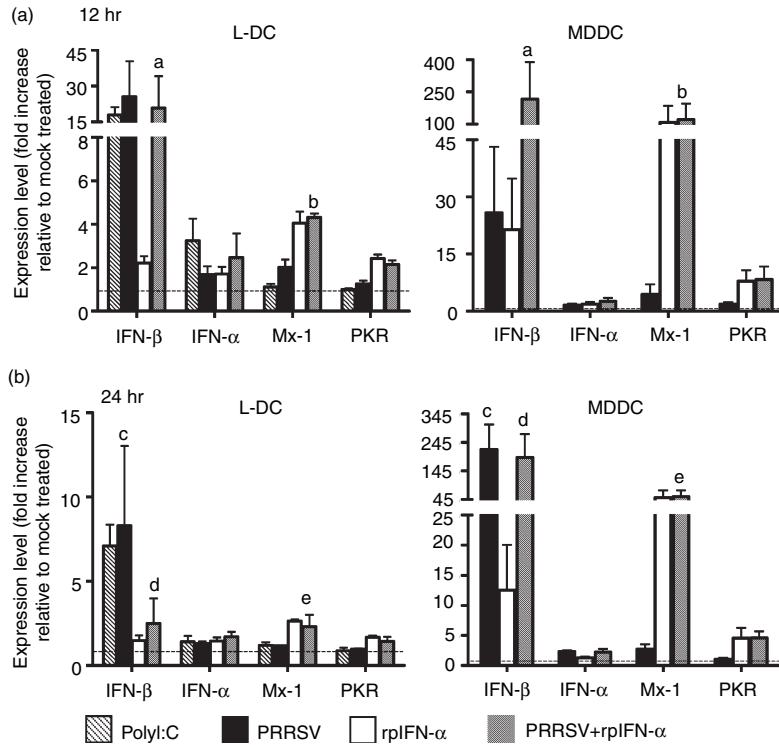 (a)
12 hr
L-DC
MDDC
Expression level (fold increase
relative to mock treated)
45
30
15
8
6
4
2
0
a
b
IFN-β
IFN-α
Mx-1
PKR
400
250
100
45
30
15
0
a
b
IFN-β
IFN-α
Mx-1
PKR
(b)
24 hr
L-DC
MDDC
Expression level (fold increase
relative to mock treated)
15
10
5
0
c
d
e
IFN-β
IFN-α
Mx-1
PKR
345
245
145
45
25
20
15
10
5
0
c
d
e
IFN-β
IFN-α
Mx-1
PKR
PolyI:C
PRRSV
rpIFN-α
PRRSV+rpIFN-α